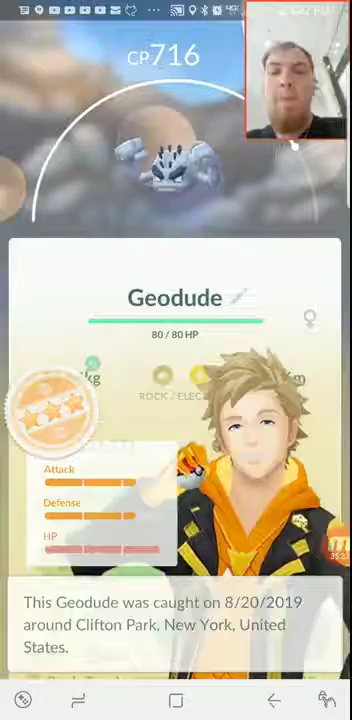 CP716
Geodude
80 / 80 HP
kg
m
ROCK / ELEC
Attack
Defense
HP
This Geodude was caught on 8/20/2019
around Clifton Park, New York, United
States.